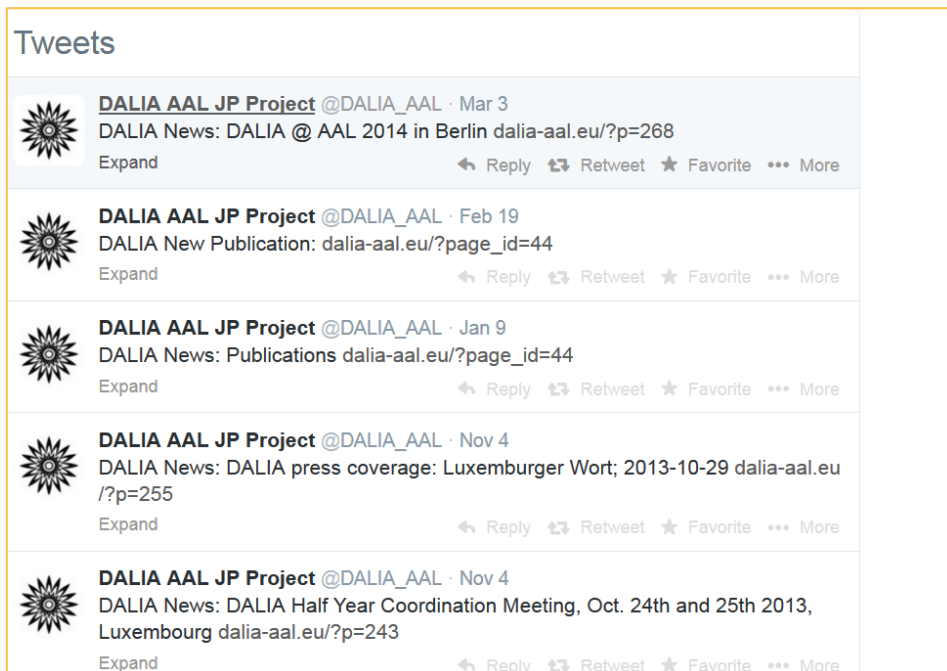 Tweets
DALIA AAL JP Project @DALIA_AAL · Mar 3
DALIA News: DALIA @ AAL 2014 in Berlin dalia-aal.eu/?p=268
Expand Reply Retweet Favorite More
DALIA AAL JP Project @DALIA_AAL · Feb 19
DALIA New Publication: dalia-aal.eu/?page_id=44
Expand Reply Retweet Favorite More
DALIA AAL JP Project @DALIA_AAL · Jan 9
DALIA News: Publications dalia-aal.eu/?page_id=44
Expand Reply Retweet Favorite More
DALIA AAL JP Project @DALIA_AAL · Nov 4
DALIA News: DALIA press coverage: Luxemburger Wort; 2013-10-29 dalia-aal.eu
/?p=255
Expand Reply Retweet Favorite More
DALIA AAL JP Project @DALIA_AAL · Nov 4
DALIA News: DALIA Half Year Coordination Meeting, Oct. 24th and 25th 2013,
Luxembourg dalia-aal.eu/?p=243
Expand Reply Retweet Favorite More